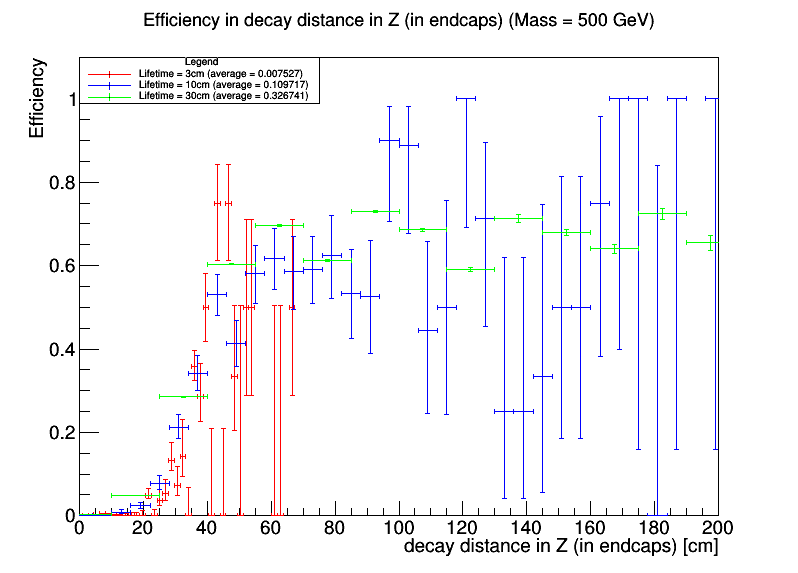 Efficiency in decay distance in Z (in endcaps) (Mass = 500 GeV)
Efficiency
Legend
Lifetime = 3cm (average = 0.007527)
Lifetime = 10cm (average = 0.109717)
Lifetime = 30cm (average = 0.326741)
1
0.8
0.6
0.4
0.2
0
0 20 40 60 80 100 120 140 160 180 200
decay distance in Z (in endcaps) [cm]